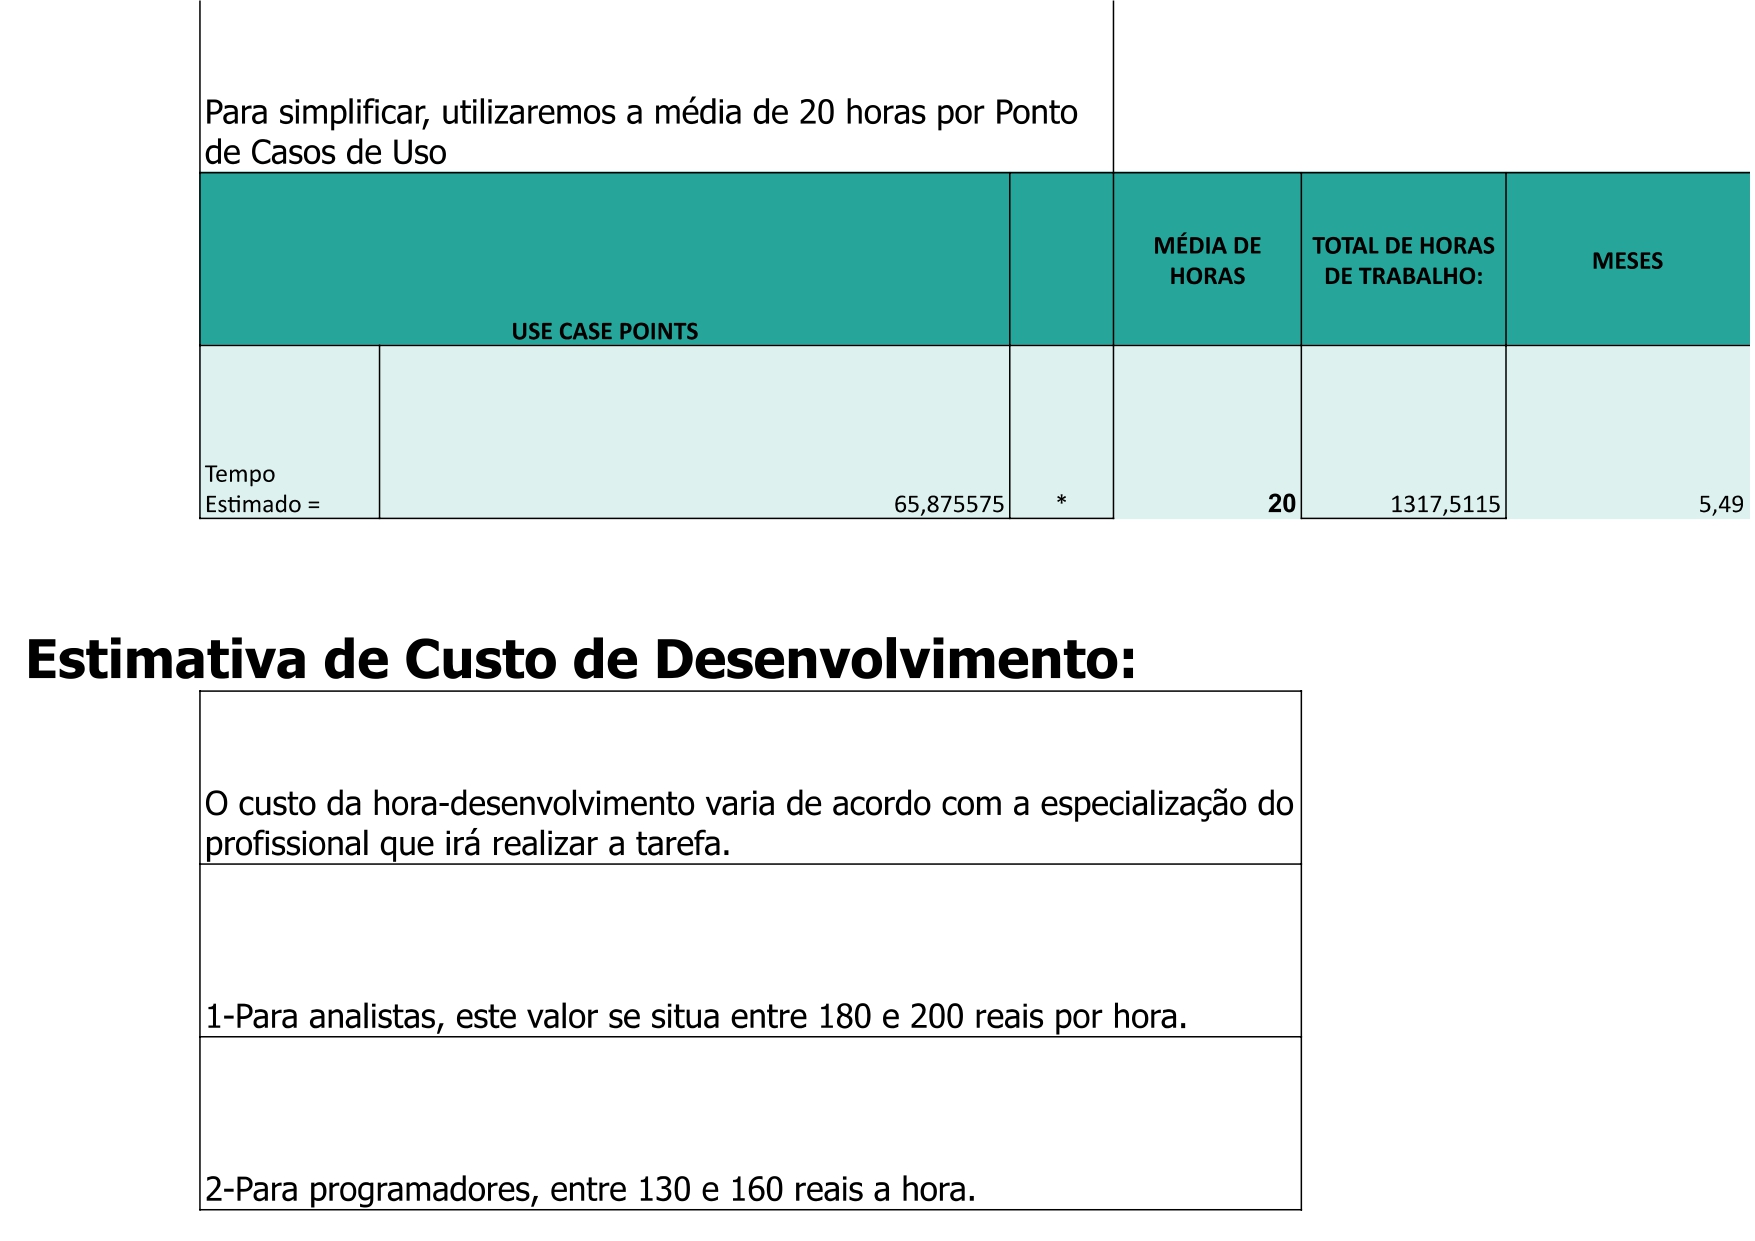 Para simplificar, utilizaremos a média de 20 horas por Ponto
de Casos de Uso
MÉDIA DE
HORAS
TOTAL DE HORAS
DE TRABALHO:
MESES
USE CASE POINTS
Tempo
Estimado =
65,875575
*
20
1317,5115
5,49
Estimativa de Custo de Desenvolvimento:
O custo da hora-desenvolvimento varia de acordo com a especialização do
profissional que irá realizar a tarefa.
1-Para analistas, este valor se situa entre 180 e 200 reais por hora.
2-Para programadores, entre 130 e 160 reais a hora.